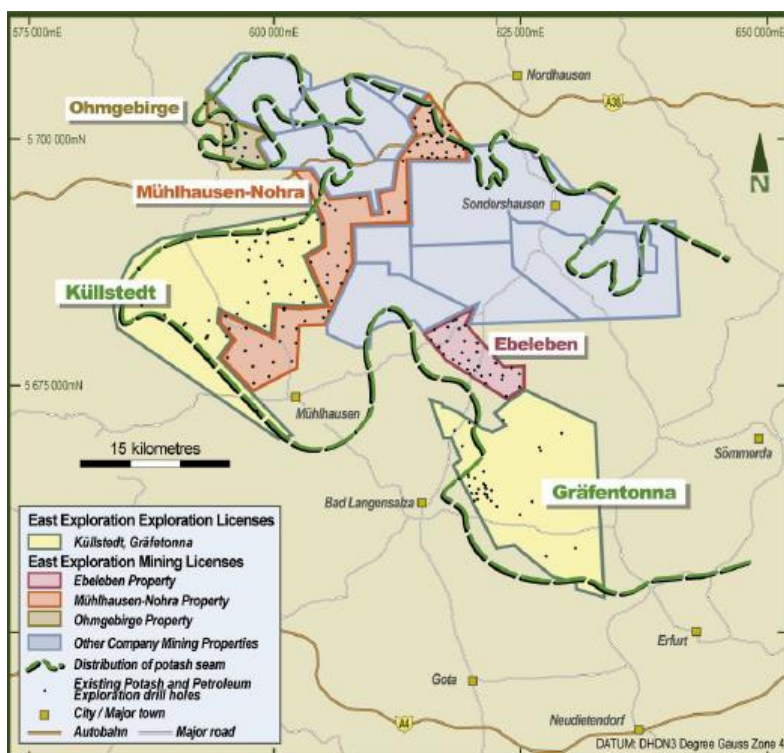 575 000mE
600 000mE
625 000mE
650 000mE
Nordhausen
A38
Ohmgebirge
5 700 000mN
Mühlhausen-Nohra
N
Sondershausen
Küllstedt
Ebeleben
5 675 000mN
Mühlhausen
15 kilometres
Sömmerda
Gräfentonna
Bad Langensalza
East Exploration Exploration Licenses
Küllstedt, Gräfetonna
East Exploration Mining Licenses
Ebeleben Property
Mühlhausen-Nohra Property
Ohmgebirge Property
Other Company Mining Properties
Distribution of potash seam
Existing Potash and Petroleum
Exploration drill holes
City / Major town
Autobahn
Major road
Erfurt
Gota
A4
Neudietendorf
DATUM: DHDN3 Degree Gauss Zone